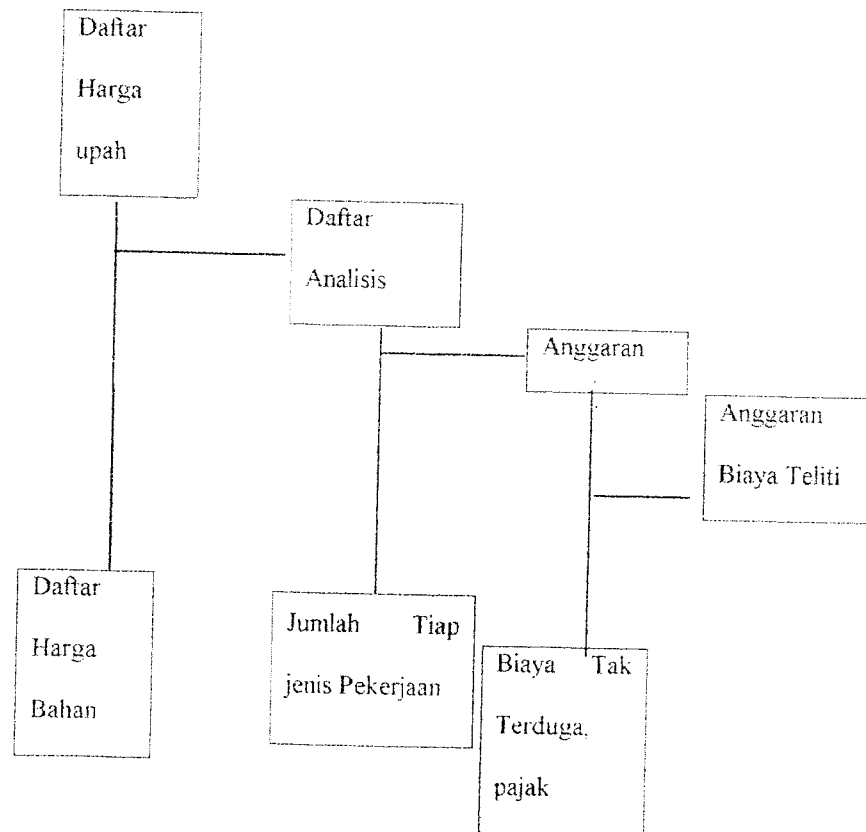 Daftar
Harga
upah
Daftar
Analisis
Anggaran
Anggaran
Biaya Teliti
Daftar
Harga
Bahan
Jumlah Tiap
jenis Pekerjaan
Biaya Tak
Terduga,
pajak